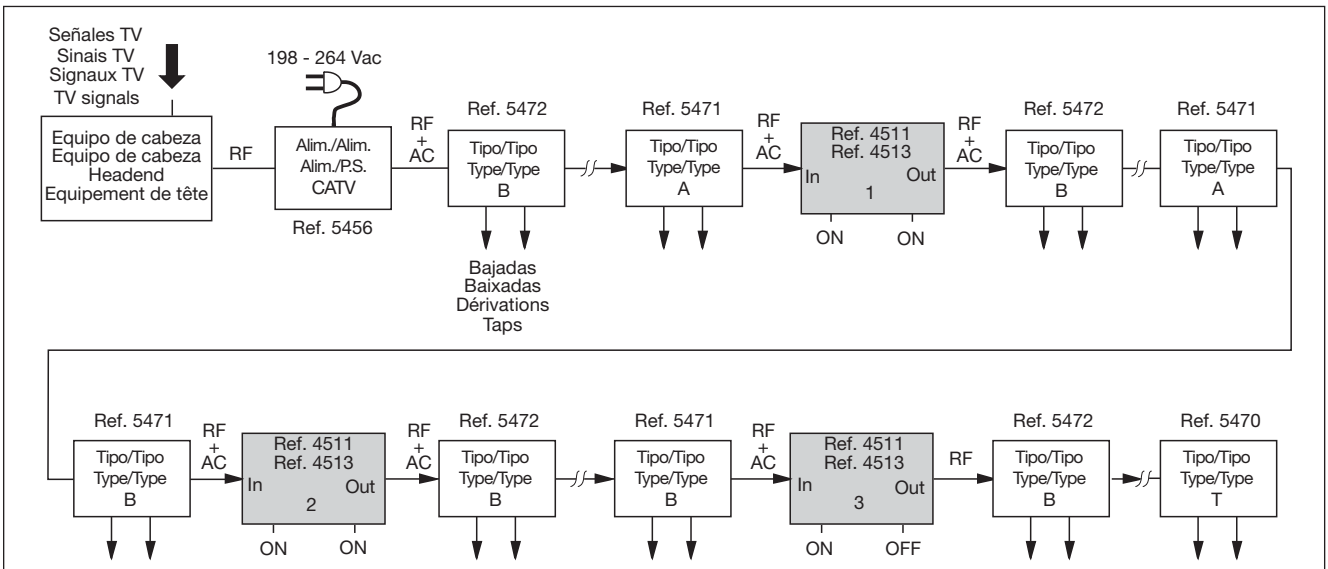 Señales TV
Sinais TV
Signaux TV
TV signals
Equipo de cabeza
Equipo de cabeza
Headend
Equipement de tête
RF
198 - 264 Vac
Alim./Alim.
Alim./P.S.
CATV
Ref. 5456
RF
+
AC
Ref. 5472
Tipo/Tipo
Type/Type
B
Bajadas
Baixadas
Dérivations
Taps
Ref. 5471
Tipo/Tipo
Type/Type
A
RF
+
AC
Ref. 4511
Ref. 4513
In
Out
1
ON
ON
RF
+
AC
Ref. 5472
Tipo/Tipo
Type/Type
B
Ref. 5471
Tipo/Tipo
Type/Type
A
Ref. 5471
Tipo/Tipo
Type/Type
B
RF
+
AC
Ref. 4511
Ref. 4513
In
Out
2
ON
ON
RF
+
AC
Ref. 5472
Tipo/Tipo
Type/Type
B
Ref. 5471
Tipo/Tipo
Type/Type
B
RF
+
AC
Ref. 4511
Ref. 4513
In
Out
3
ON
OFF
RF
Ref. 5472
Tipo/Tipo
Type/Type
B
Ref. 5470
Tipo/Tipo
Type/Type
T